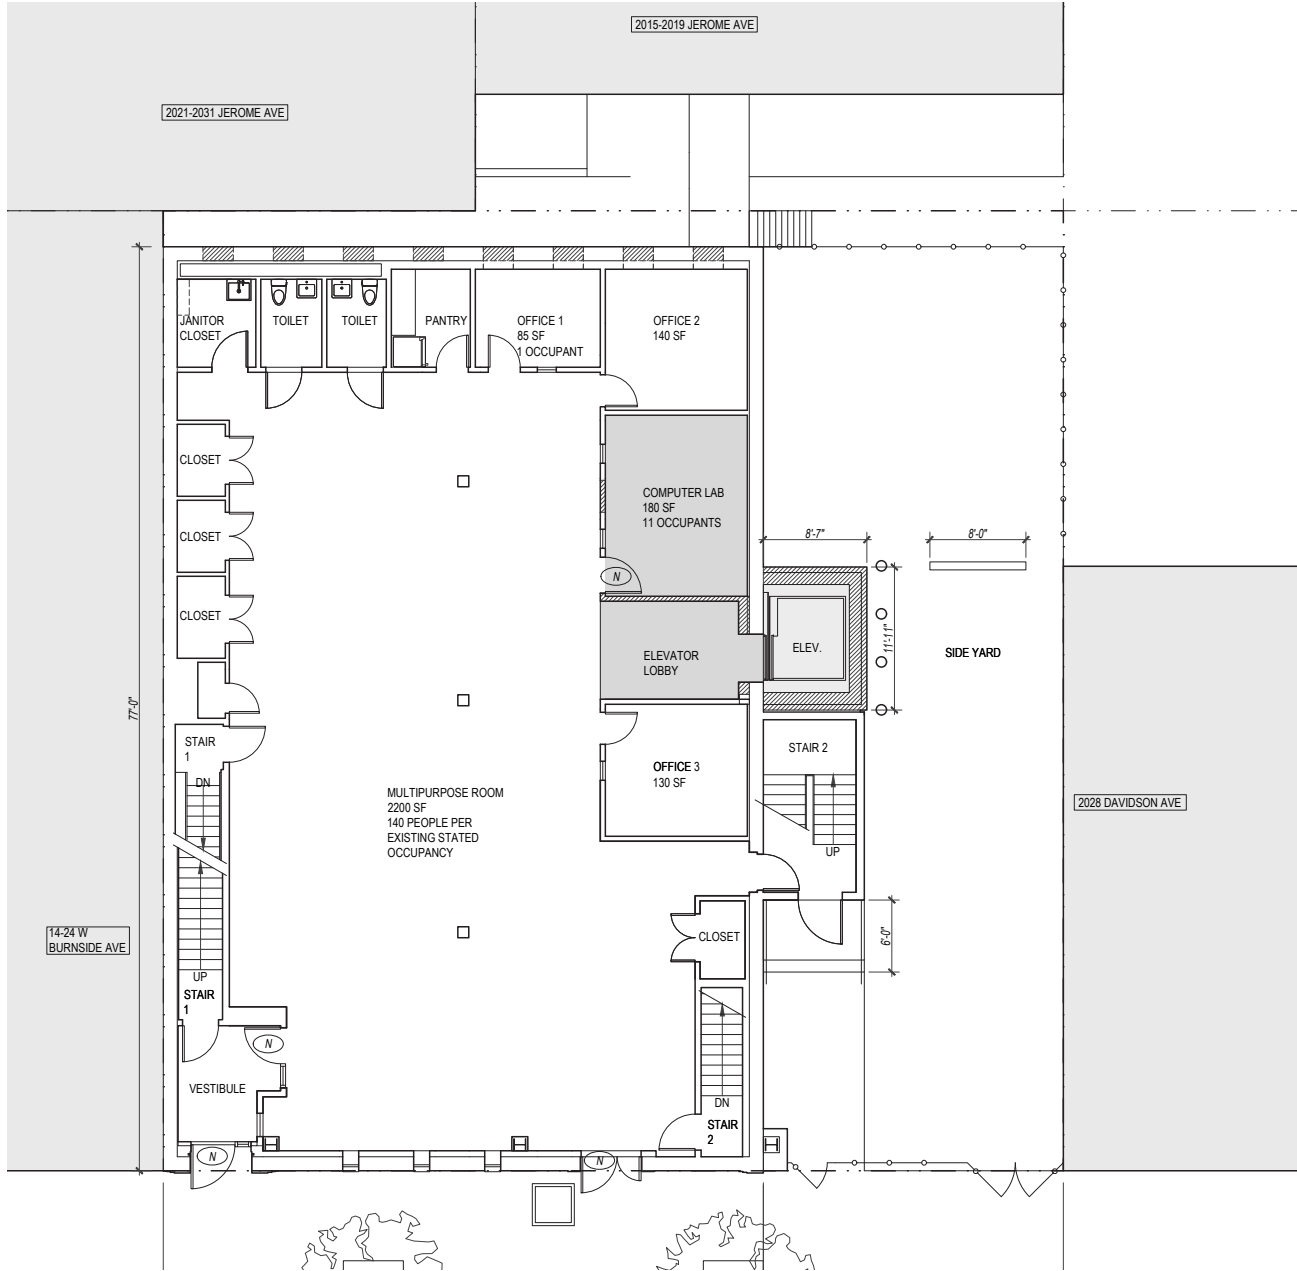 2015-2019 JEROME AVE
2021-2031 JEROME AVE
JANITOR
CLOSET
TOILET
TOILET
PANTRY
OFFICE 1
85 SF
1 OCCUPANT
OFFICE 2
140 SF
CLOSET
CLOSET
CLOSET
COMPUTER LAB
180 SF
11 OCCUPANTS
N
8'-7"
8'-0"
11'-11"
ELEVATOR
LOBBY
ELEV.
SIDE YARD
77'-0"
STAIR
1
DN
OFFICE 3
130 SF
STAIR 2
UP
MULTIPURPOSE ROOM
2200 SF
140 PEOPLE PER
EXISTING STATED
OCCUPANCY
2028 DAVIDSON AVE
14-24 W
BURNSIDE AVE
UP
STAIR
1
CLOSET
6'-0"
N
VESTIBULE
DN
STAIR
2
N
N